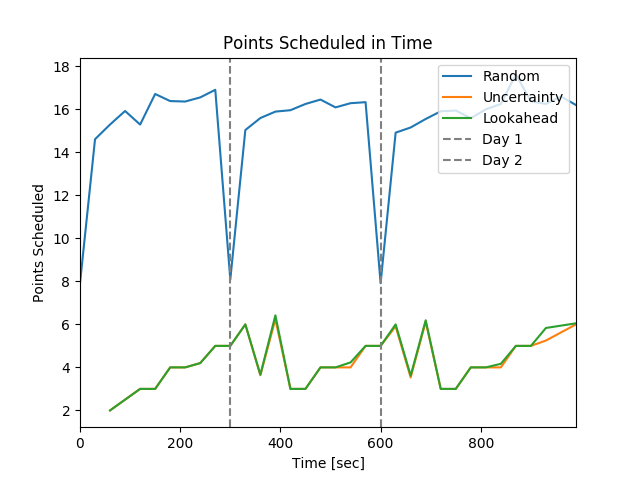 Points Scheduled in Time
18
16
14
12
10
8
6
4
2
Points Scheduled
Random
Uncertainty
Lookahead
Day 1
Day 2
0 200 400 600 800
Time [sec]